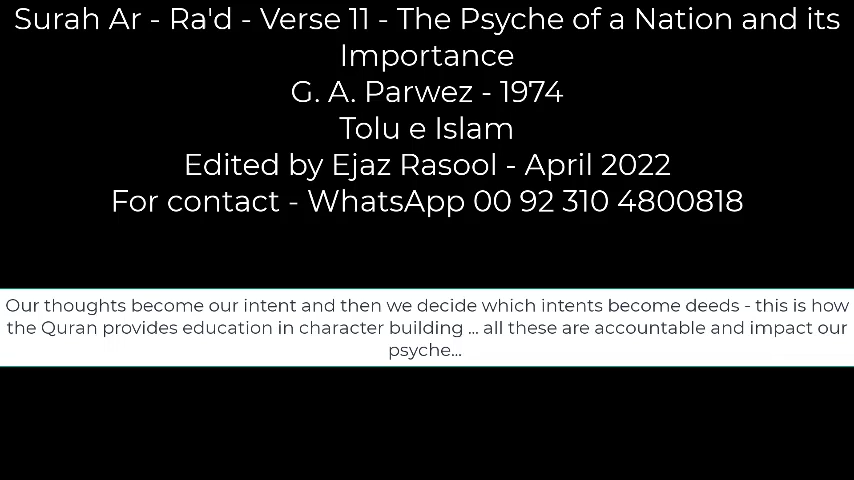 Surah Ar - Ra'd - Verse 11 - The Psyche of a Nation and its
Importance
G. A. Parwez - 1974
Tolu e Islam
Edited by Ejaz Rasool - April 2022
For contact - WhatsApp 00 92 310 4800818
Our thoughts become our intent and then we decide which intents become deeds - this is how
the Quran provides education in character building ... all these are accountable and impact our
psyche...